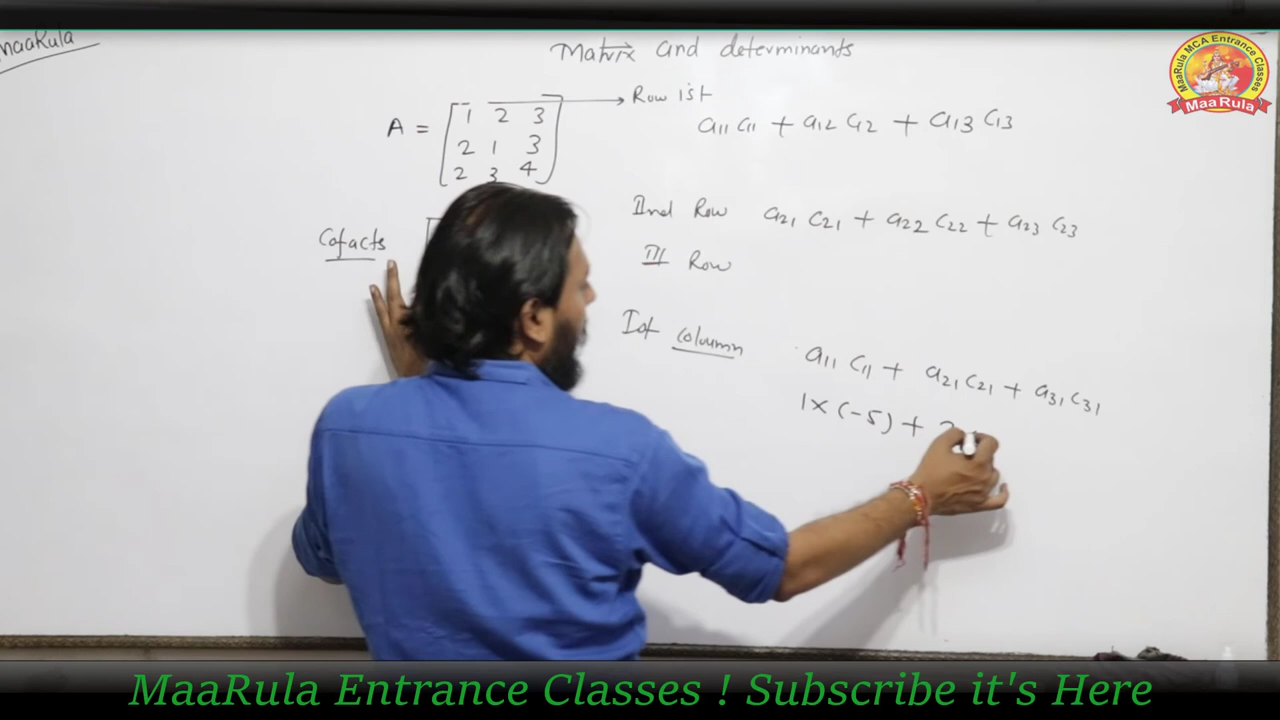 MaaRula
Matrix and determinants
Row 1st
A = [1 2 3
2 1 3
2 3 4]
a11 c11 + a12 c12 + a13 c13
IInd Row a21 c21 + a22 c22 + a23 c23
Cofacts
III Row
Ist column a11 c11 + a21 c21 + a31 c31
1×(-5) + 2
MaaRula MCA Entrance Classes
MaaRula
MaaRula Entrance Classes ! Subscribe it's Here